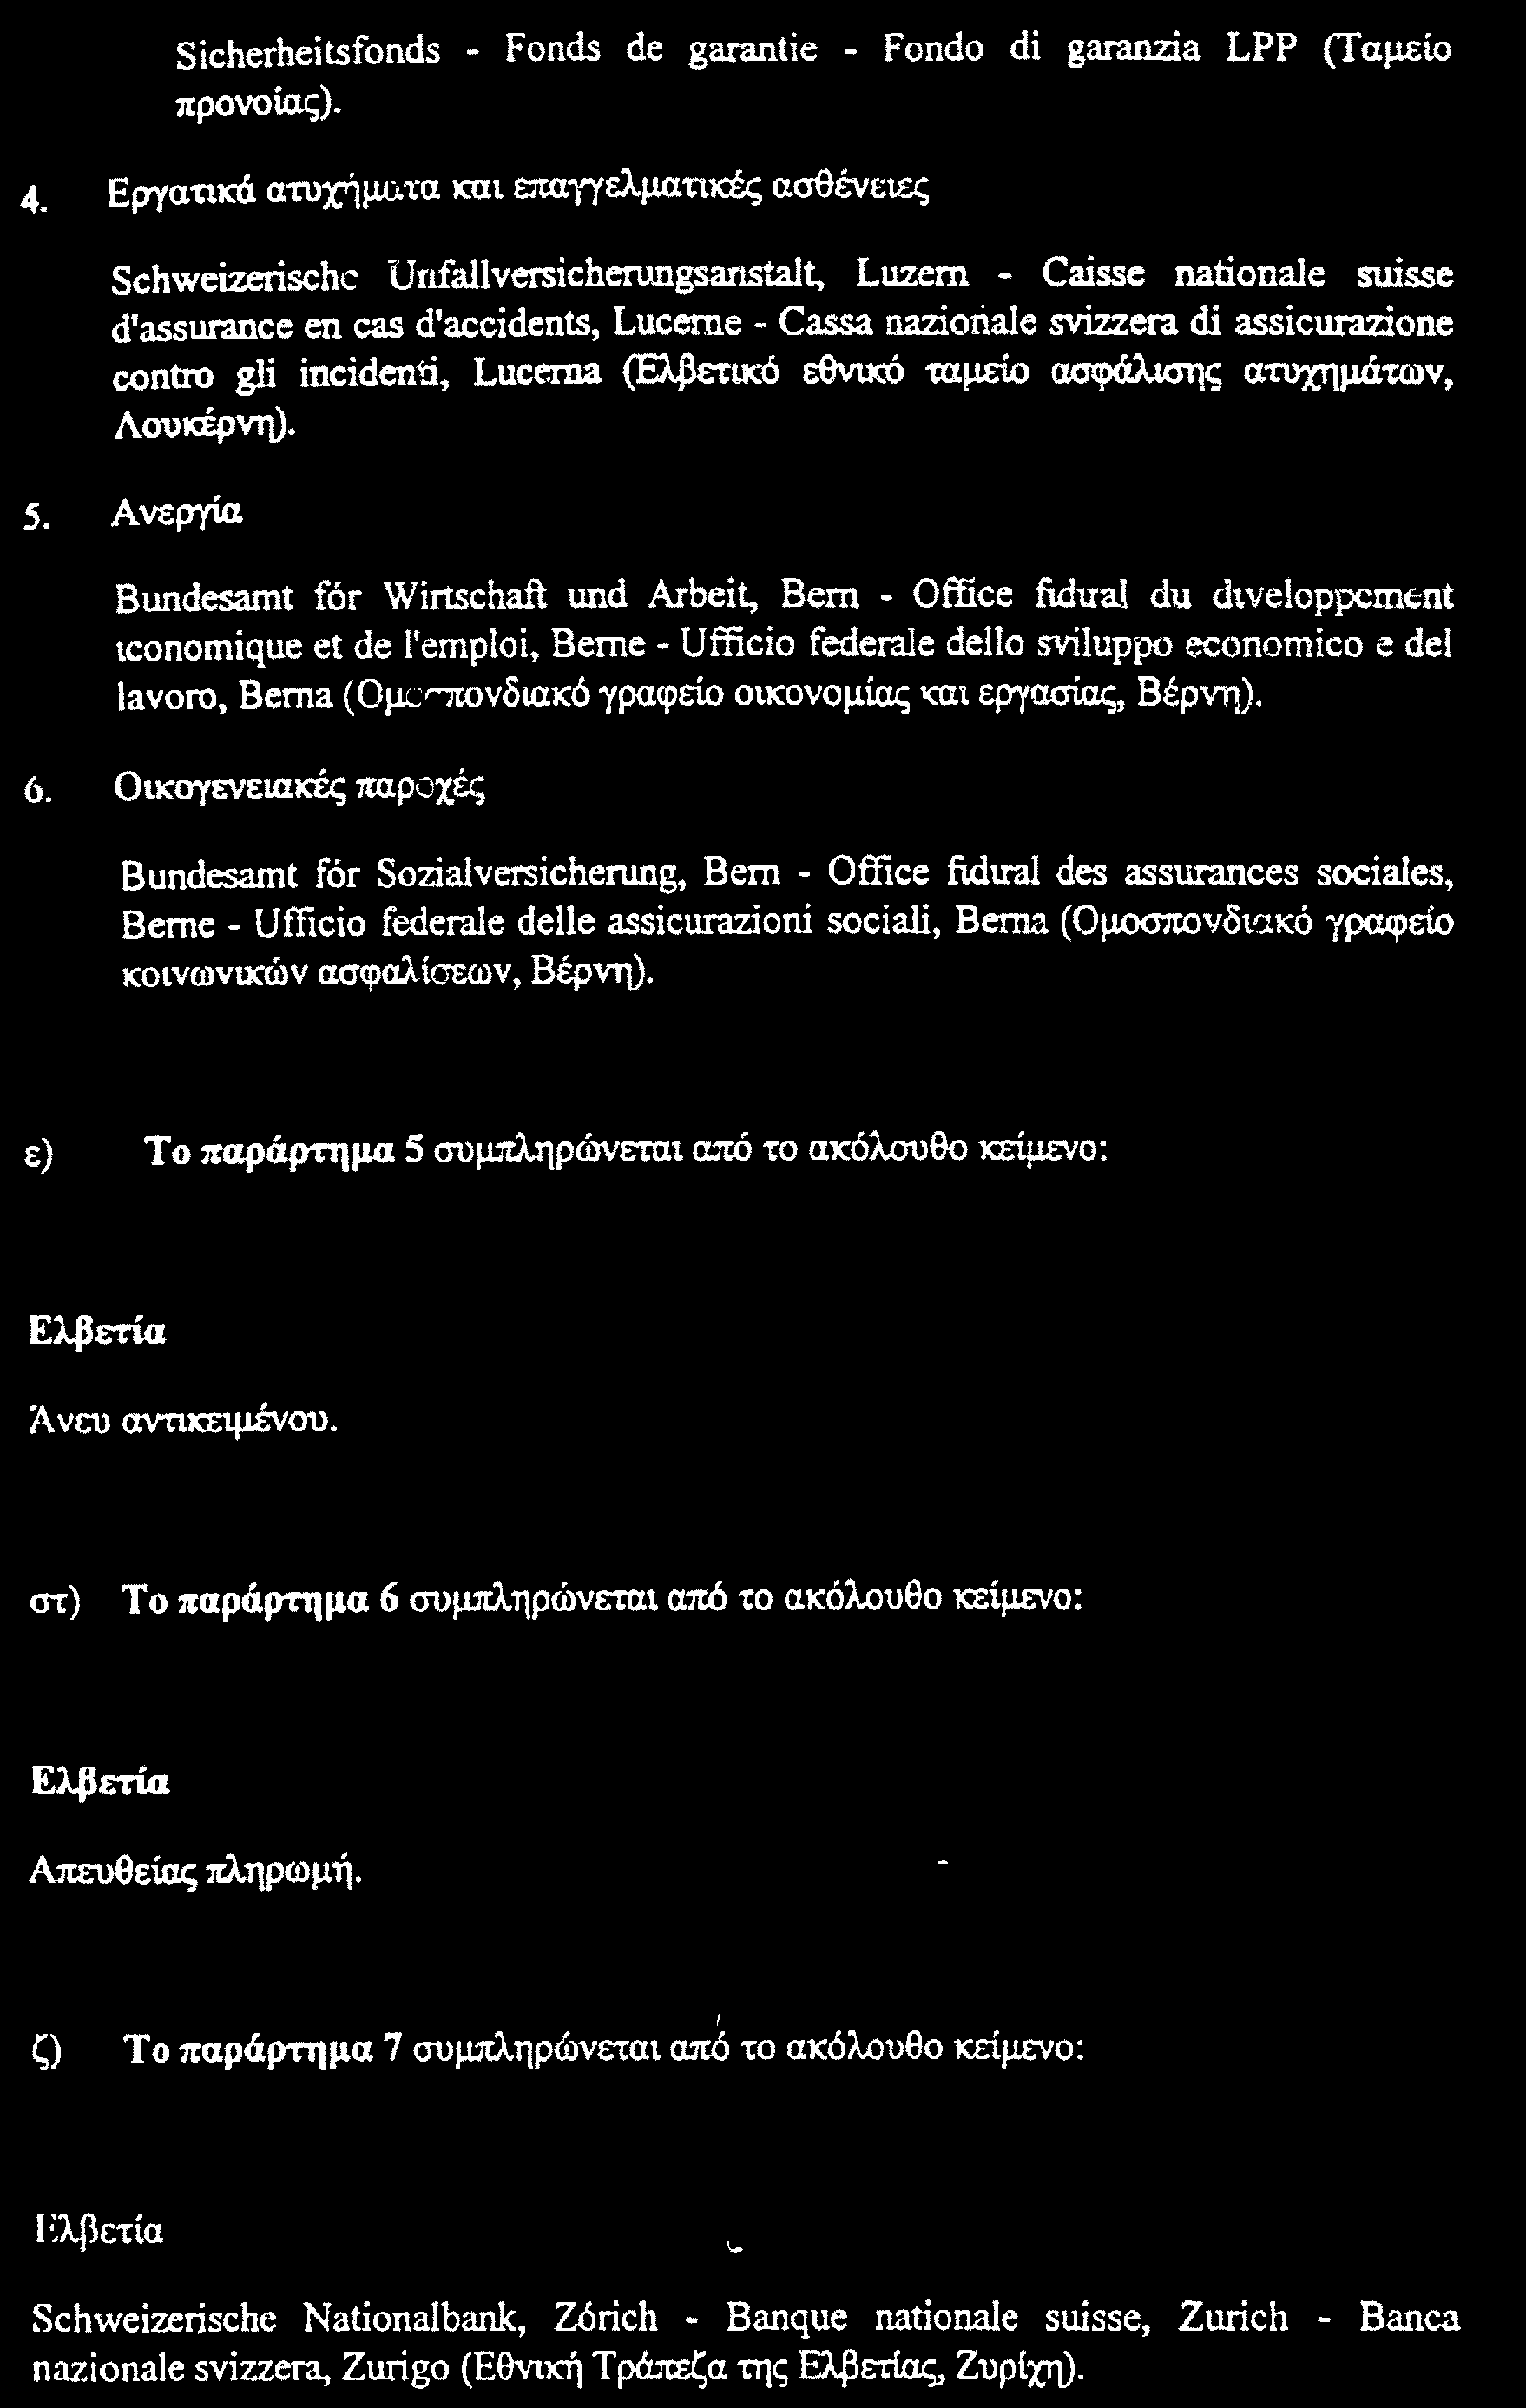 Sicherheitsfonds - Fonds de garantie - Fondo di garanzia LPP (Ταμείο
προνοίας).
4. Εργατικά ατυχήματα και επαγγελματικές ασθένειες
Schweizerische Unfallversicherungsanstalt, Luzern - Caisse nationale suisse
d'assurance en cas d'accidents, Lucerne - Cassa nazionale svizzera di assicurazione
contro gli incidenti, Lucerna (Ελβετικό εθνικό ταμείο ασφάλισης ατυχημάτων,
Λουκέρνη).
5. Ανεργία
Bundesamt fόr Wirtschaft und Arbeit, Bern - Office fιdιral du dιveloppement
ιconomique et de l'emploi, Berne - Ufficio federale dello sviluppo economico e del
lavoro, Berna (Ομοσπονδιακό γραφείο οικονομίας και εργασίας, Βέρνη).
6. Οικογενειακές παροχές
Bundesamt fόr Sozialversicherung, Bern - Office fιdιral des assurances sociales,
Berne - Ufficio federale delle assicurazioni sociali, Berna (Ομοσπονδιακό γραφείο
κοινωνικών ασφαλίσεων, Βέρνη).
ε) Το παράρτημα 5 συμπληρώνεται από το ακόλουθο κείμενο:
Ελβετία
Άνευ αντικειμένου.
στ) Το παράρτημα 6 συμπληρώνεται από το ακόλουθο κείμενο:
Ελβετία
Απευθείας πληρωμή.
ζ) Το παράρτημα 7 συμπληρώνεται από το ακόλουθο κείμενο:
Ελβετία
Schweizerische Nationalbank, Zόrich - Banque nationale suisse, Zurich - Banca
nazionale svizzera, Zurigo (Εθνική Τράπεζα της Ελβετίας, Ζυρίχη).